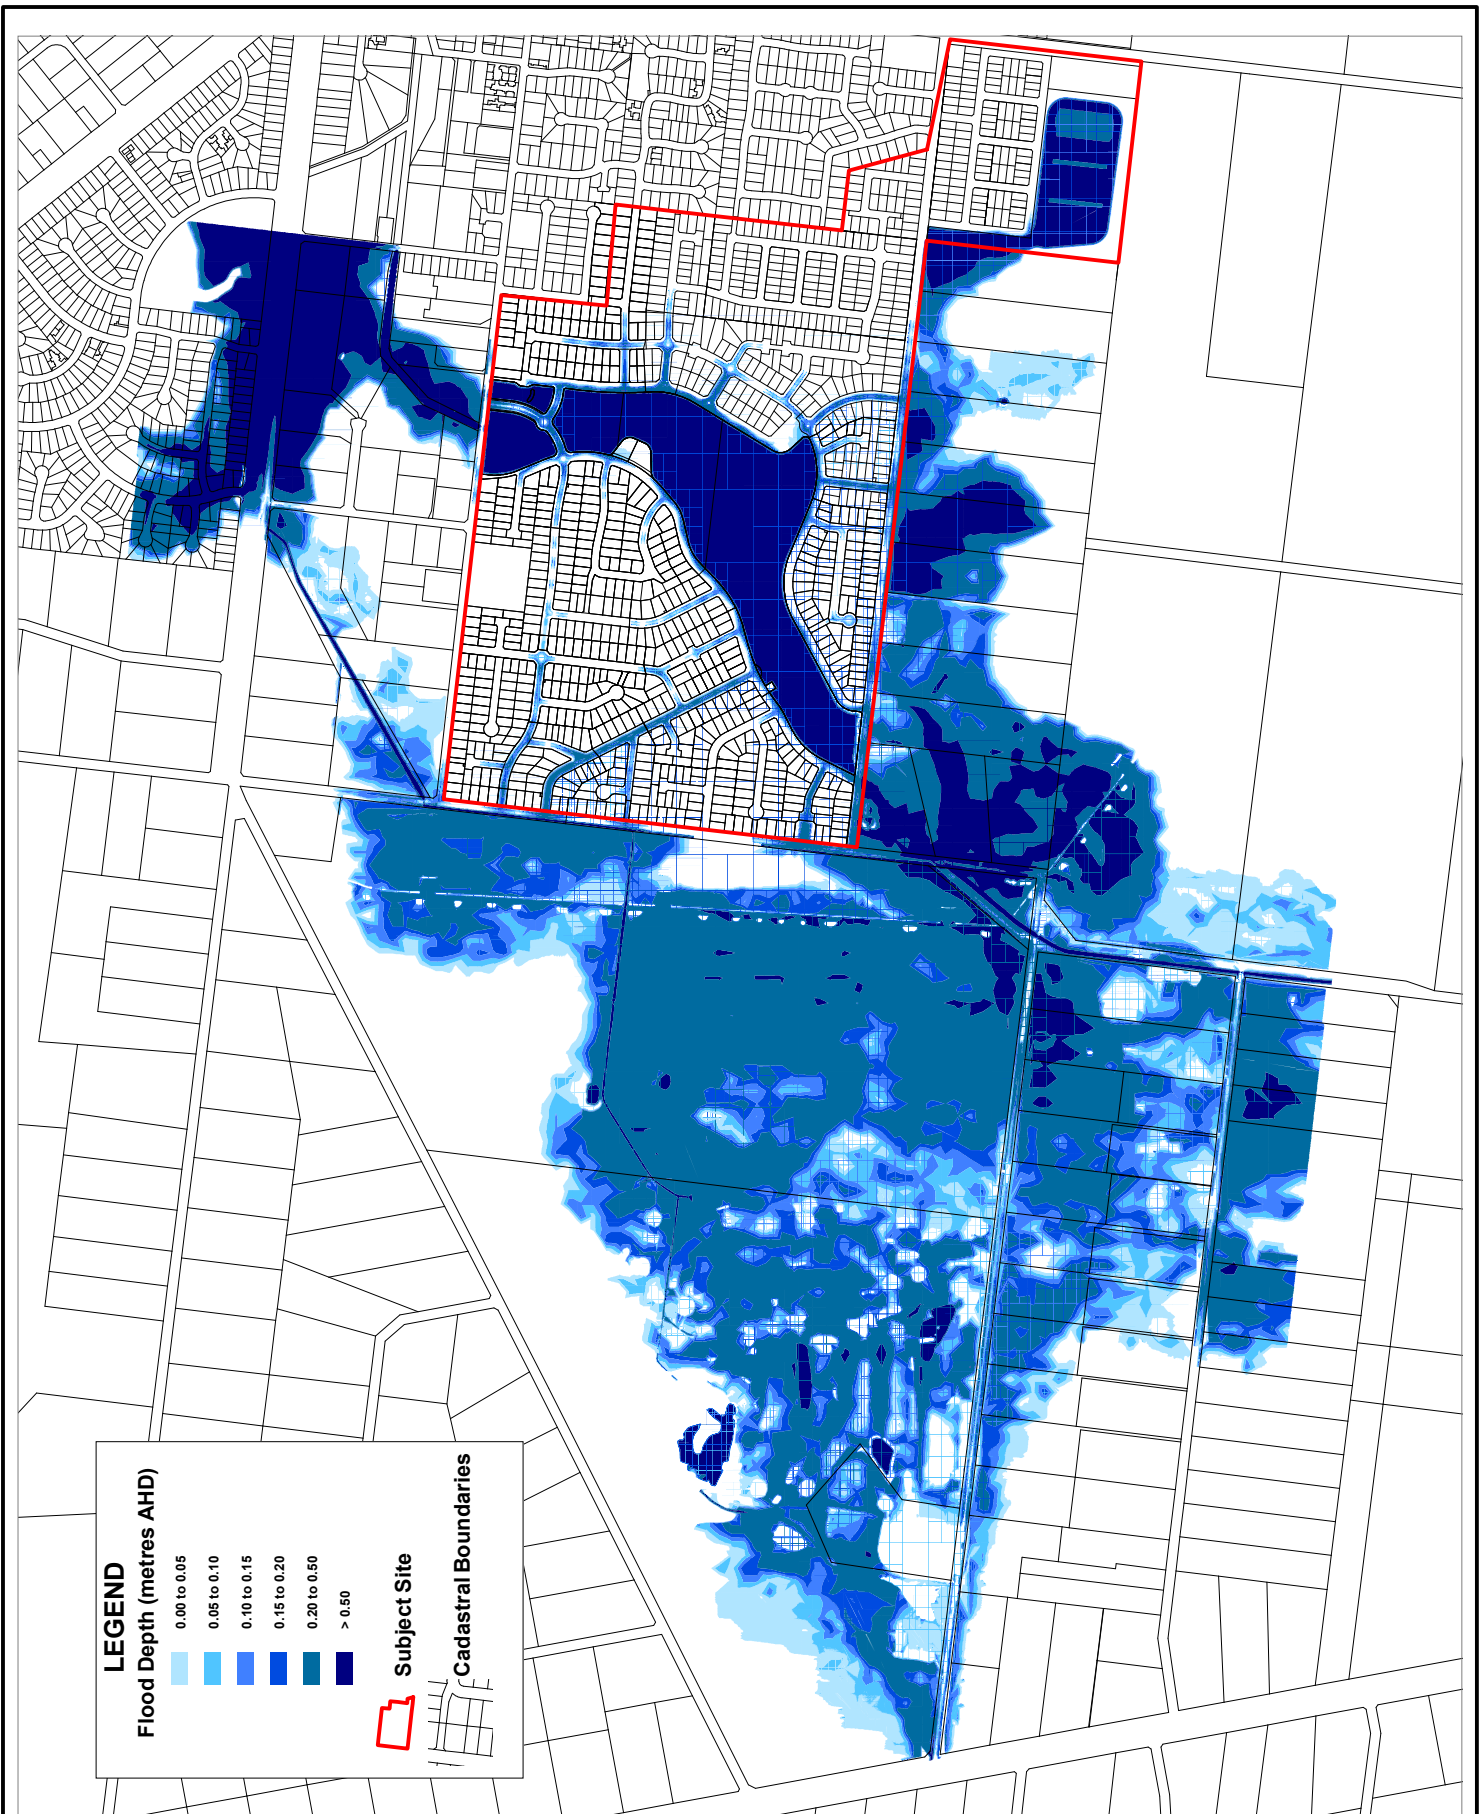 LEGEND
Flood Depth (metres AHD)
0.00 to 0.05
0.05 to 0.10
0.10 to 0.15
0.15 to 0.20
0.20 to 0.50
> 0.50
Subject Site
Cadastral Boundaries